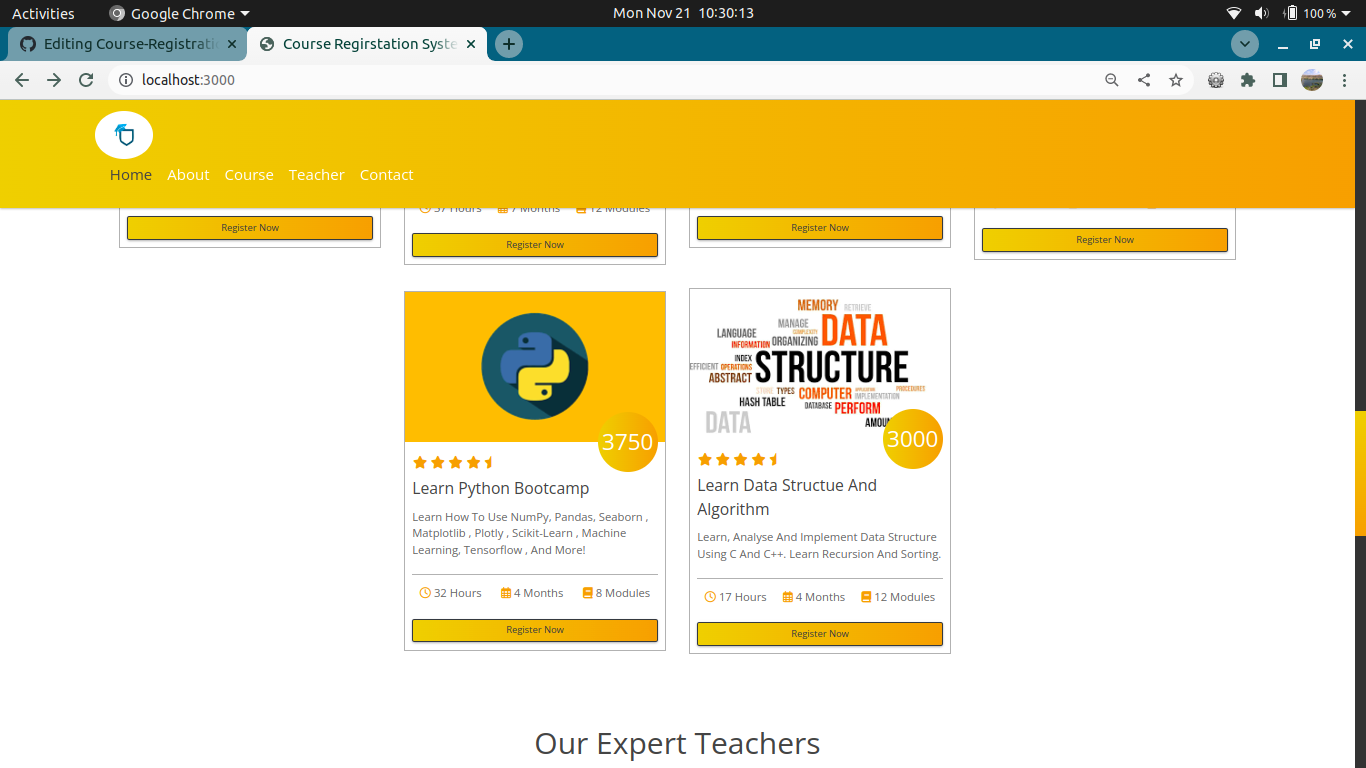 Activities Google Chrome Mon Nov 21 10:30:13 100 %
Editing Course-Registrati Course Regirstation Syste
localhost:3000
Home About Course Teacher Contact
37 Hours 7 Months 12 Modules
Register Now Register Now Register Now
Register Now
MEMORY RETRIEVE
MANAGE DATA
LANGUAGE COMPLEXITY
INFORMATION ORGANIZING
INDEX STRUCTURE
EFFICIENT OPERATIONS
ABSTRACT
STORE TYPES COMPUTER APPLICATION PROCEDURES
IMPLEMENTATION
HASH TABLE DATABASE PERFORM
DATA AMOU
3750
3000
Learn Python Bootcamp
Learn How To Use NumPy, Pandas, Seaborn ,
Matplotlib , Plotly , Scikit-Learn , Machine
Learning, Tensorflow , And More!
32 Hours 4 Months 8 Modules
Register Now
Learn Data Structue And
Algorithm
Learn, Analyse And Implement Data Structure
Using C And C++. Learn Recursion And Sorting.
17 Hours 4 Months 12 Modules
Register Now
Our Expert Teachers